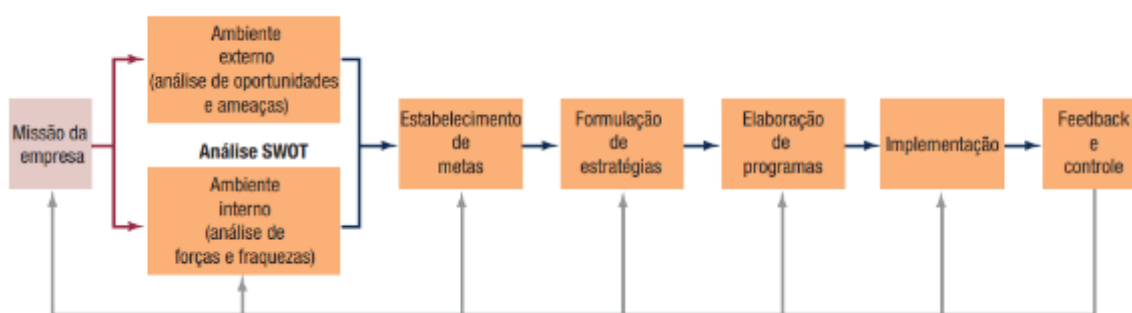 Missão da
empresa
Ambiente
externo
(análise de oportunidades
e ameaças)
Análise SWOT
Ambiente
interno
(análise de
forças e fraquezas)
Estabelecimento
de
metas
Formulação
de
estratégias
Elaboração
de
programas
Implementação
Feedback
e
controle